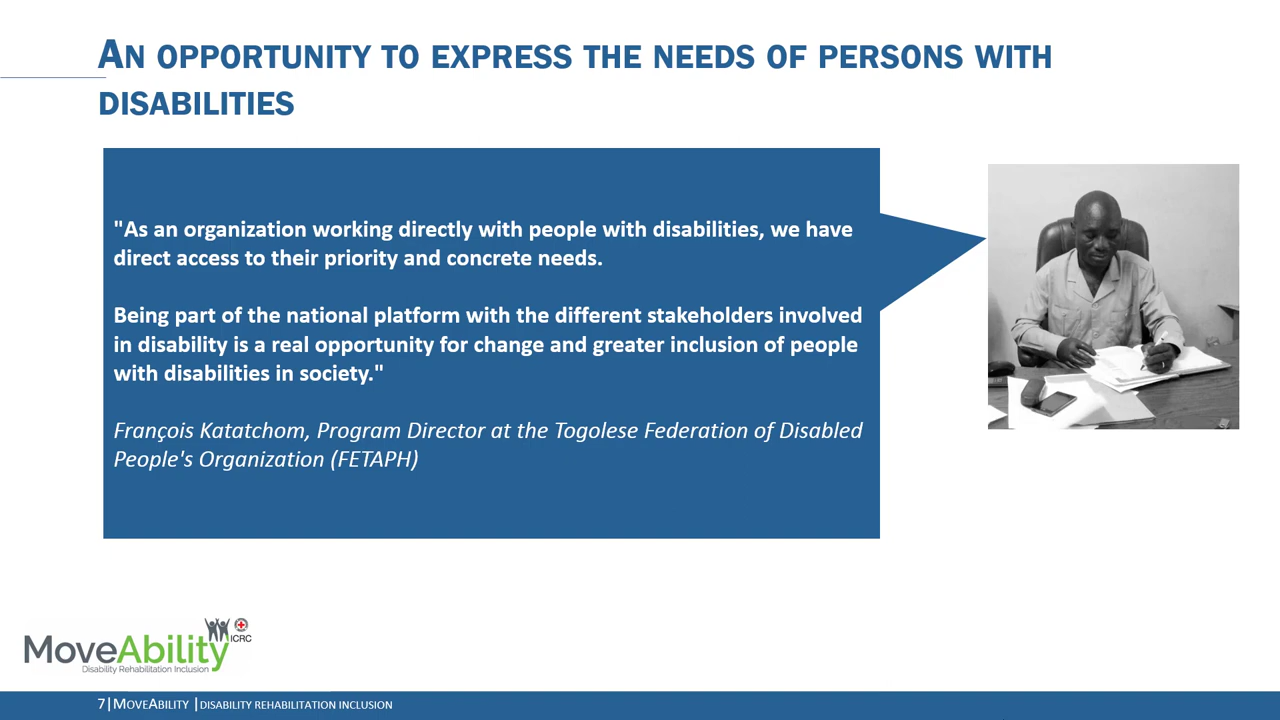 AN OPPORTUNITY TO EXPRESS THE NEEDS OF PERSONS WITH
DISABILITIES
"As an organization working directly with people with disabilities, we have
direct access to their priority and concrete needs.
Being part of the national platform with the different stakeholders involved
in disability is a real opportunity for change and greater inclusion of people
with disabilities in society."
François Katatchom, Program Director at the Togolese Federation of Disabled
People's Organization (FETAPH)
ICRC
MoveAbility
Disability Rehabilitation Inclusion
7|MOVEABILITY |DISABILITY REHABILITATION INCLUSION